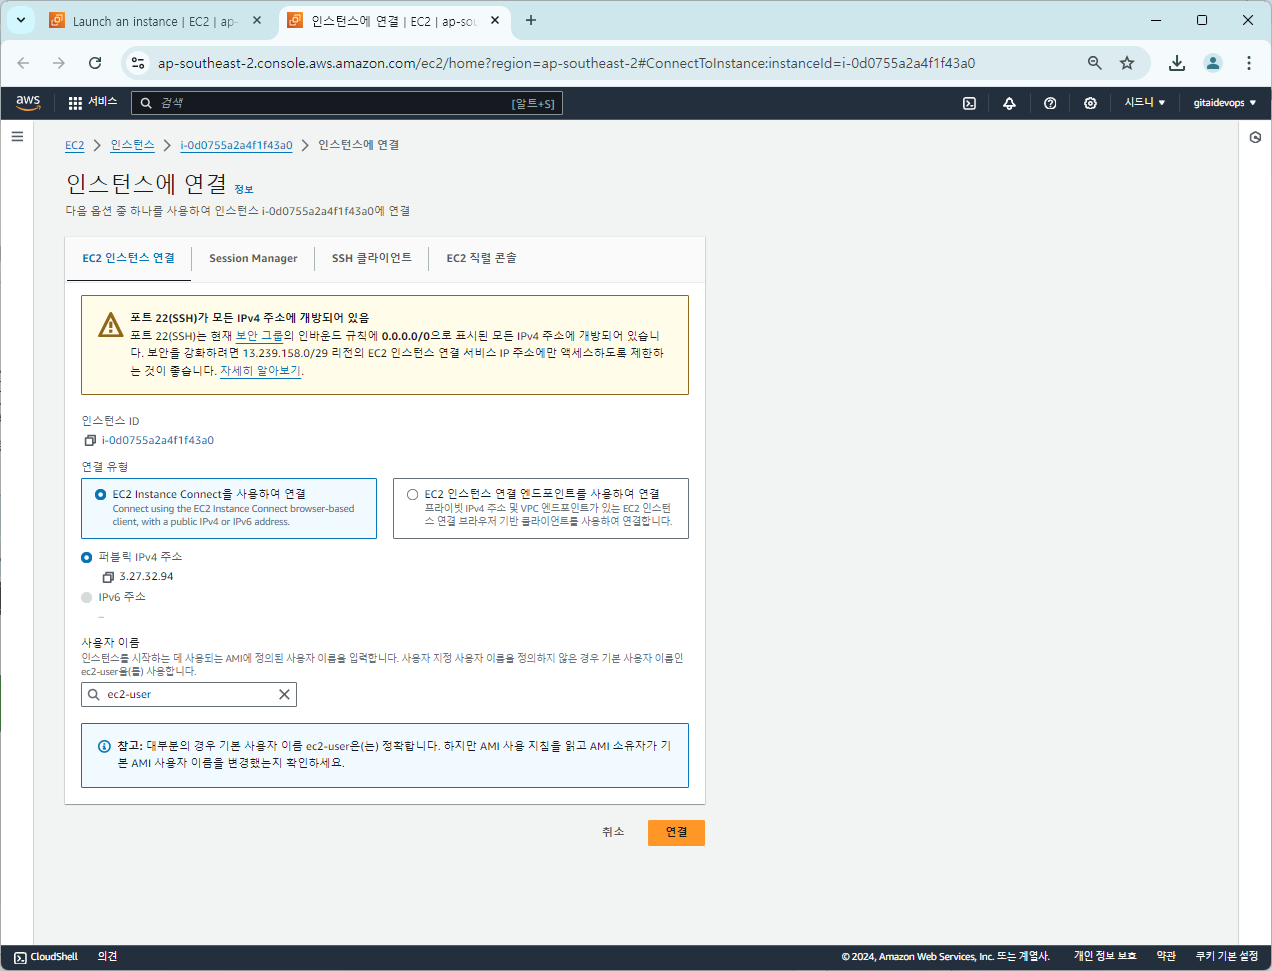 Launch an instance | EC2 | ap-
인스턴스에 연결 | EC2 | ap-sou
ap-southeast-2.console.aws.amazon.com/ec2/home?region=ap-southeast-2#ConnectToInstance:instanceId=i-0d0755a2a4f1f43a0
aws 서비스 검색 [알트+S] 시드니 gitaidevops
EC2 인스턴스 i-0d0755a2a4f1f43a0 인스턴스에 연결
인스턴스에 연결 정보
다음 옵션 중 하나를 사용하여 인스턴스 i-0d0755a2a4f1f43a0에 연결
EC2 인스턴스 연결 Session Manager SSH 클라이언트 EC2 직렬 콘솔
포트 22(SSH)가 모든 IPv4 주소에 개방되어 있음
포트 22(SSH)는 현재 보안 그룹의 인바운드 규칙에 0.0.0.0/0으로 표시된 모든 IPv4 주소에 개방되어 있습니
다. 보안을 강화하려면 13.239.158.0/29 리전의 EC2 인스턴스 연결 서비스 IP 주소에만 액세스하도록 제한하
는 것이 좋습니다. 자세히 알아보기.
인스턴스 ID
i-0d0755a2a4f1f43a0
연결 유형
EC2 Instance Connect을 사용하여 연결
Connect using the EC2 Instance Connect browser-based
client, with a public IPv4 or IPv6 address.
EC2 인스턴스 연결 엔드포인트를 사용하여 연결
프라이빗 IPv4 주소 및 VPC 엔드포인트가 있는 EC2 인스턴
스 연결 브라우저 기반 클라이언트를 사용하여 연결합니다.
퍼블릭 IPv4 주소
3.27.32.94
IPv6 주소
–
사용자 이름
인스턴스를 시작하는 데 사용되는 AMI에 정의된 사용자 이름을 입력합니다. 사용자 지정 사용자 이름을 정의하지 않은 경우 기본 사용자 이름인
ec2-user을(를) 사용합니다.
ec2-user
참고: 대부분의 경우 기본 사용자 이름 ec2-user은(는) 정확합니다. 하지만 AMI 사용 지침을 읽고 AMI 소유자가 기
본 AMI 사용자 이름을 변경했는지 확인하세요.
취소 연결
CloudShell 의견 © 2024, Amazon Web Services, Inc. 또는 계열사. 개인 정보 보호 약관 쿠키 기본 설정